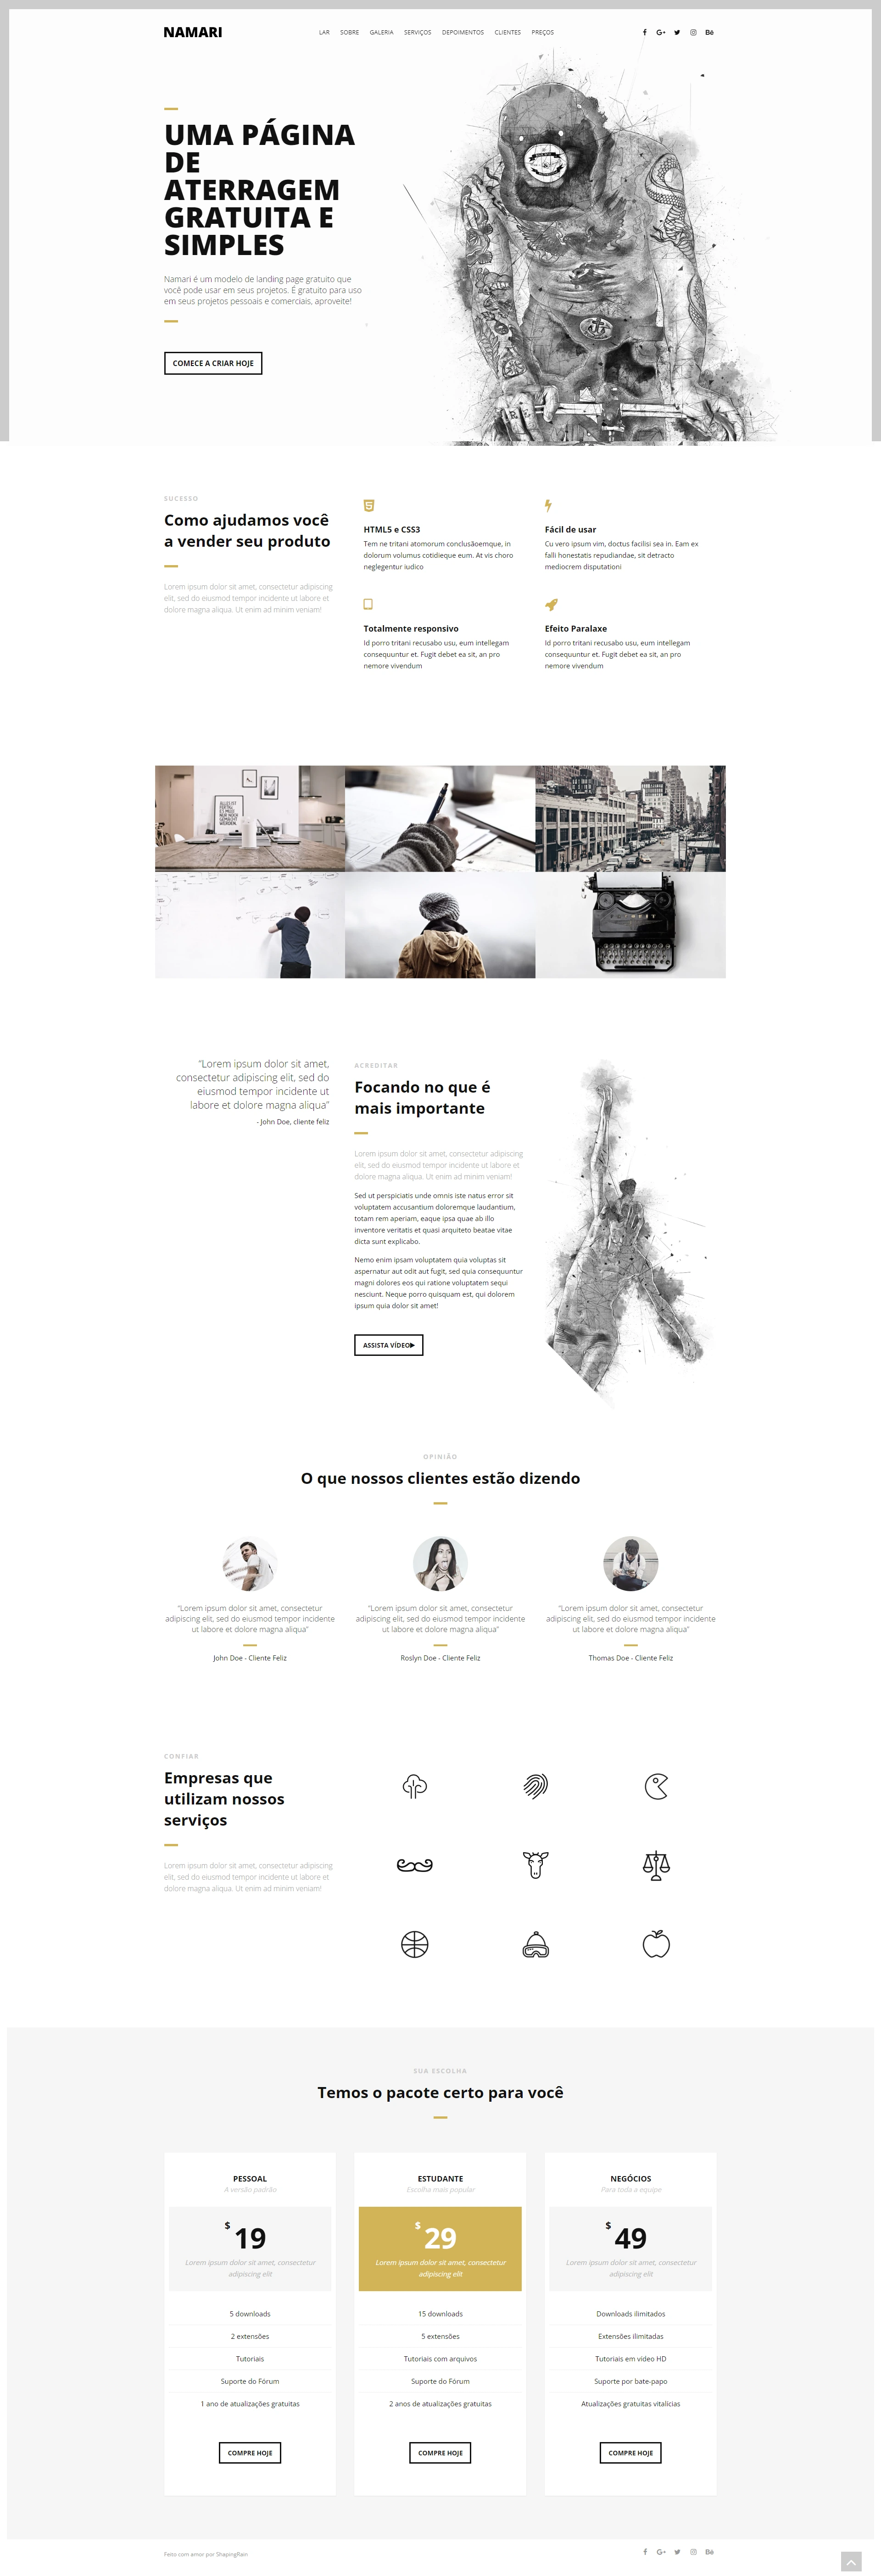 NAMARI
LAR SOBRE GALERIA SERVIÇOS DEPOIMENTOS CLIENTES PREÇOS
UMA PÁGINA
DE
ATERRAGEM
GRATUITA E
SIMPLES
Namari é um modelo de landing page gratuito que
você pode usar em seus projetos. É gratuito para uso
em seus projetos pessoais e comerciais, aproveite!
COMECE A CRIAR HOJE
SUCESSO
Como ajudamos você
a vender seu produto
Lorem ipsum dolor sit amet, consectetur adipiscing
elit, sed do eiusmod tempor incidente ut labore et
dolore magna aliqua. Ut enim ad minim veniam!
HTML5 e CSS3
Tem ne tritani atomorum conclusãoemque, in
dolorum volumus cotidieque eum. At vis choro
neglegentur iudico
Fácil de usar
Cu vero ipsum vim, doctus facilisi sea in. Eam ex
falli honestatis repudiandae, sit detracto
mediocrem disputationi
Totalmente responsivo
Id porro tritani recusabo usu, eum intellegam
consequuntur et. Fugit debet ea sit, an pro
nemore vivendum
Efeito Paralaxe
Id porro tritani recusabo usu, eum intellegam
consequuntur et. Fugit debet ea sit, an pro
nemore vivendum
“Lorem ipsum dolor sit amet,
consectetur adipiscing elit, sed do
eiusmod tempor incidente ut
labore et dolore magna aliqua”
- John Doe, cliente feliz
ACREDITAR
Focando no que é
mais importante
Lorem ipsum dolor sit amet, consectetur adipiscing
elit, sed do eiusmod tempor incidente ut labore et
dolore magna aliqua. Ut enim ad minim veniam!
Sed ut perspiciatis unde omnis iste natus error sit
voluptatem accusantium doloremque laudantium,
totam rem aperiam, eaque ipsa quae ab illo
inventore veritatis et quasi arquiteto beatae vitae
dicta sunt explicabo.
Nemo enim ipsam voluptatem quia voluptas sit
aspernatur aut odit aut fugit, sed quia consequuntur
magni dolores eos qui ratione voluptatem sequi
nesciunt. Neque porro quisquam est, qui dolorem
ipsum quia dolor sit amet!
ASSISTA VÍDEO
OPINIÃO
O que nossos clientes estão dizendo
“Lorem ipsum dolor sit amet, consectetur
adipiscing elit, sed do eiusmod tempor incidente
ut labore et dolore magna aliqua”
John Doe - Cliente Feliz
“Lorem ipsum dolor sit amet, consectetur
adipiscing elit, sed do eiusmod tempor incidente
ut labore et dolore magna aliqua”
Roslyn Doe - Cliente Feliz
“Lorem ipsum dolor sit amet, consectetur
adipiscing elit, sed do eiusmod tempor incidente
ut labore et dolore magna aliqua”
Thomas Doe - Cliente Feliz
CONFIAR
Empresas que
utilizam nossos
serviços
Lorem ipsum dolor sit amet, consectetur adipiscing
elit, sed do eiusmod tempor incidente ut labore et
dolore magna aliqua. Ut enim ad minim veniam!
SUA ESCOLHA
Temos o pacote certo para você
PESSOAL
A versão padrão
$ 19
Lorem ipsum dolor sit amet, consectetur
adipiscing elit
5 downloads
2 extensões
Tutoriais
Suporte do Fórum
1 ano de atualizações gratuitas
COMPRE HOJE
ESTUDANTE
Escolha mais popular
$ 29
Lorem ipsum dolor sit amet, consectetur
adipiscing elit
15 downloads
5 extensões
Tutoriais com arquivos
Suporte do Fórum
2 anos de atualizações gratuitas
COMPRE HOJE
NEGÓCIOS
Para toda a equipe
$ 49
Lorem ipsum dolor sit amet, consectetur
adipiscing elit
Downloads ilimitados
Extensões ilimitadas
Tutoriais em vídeo HD
Suporte por bate-papo
Atualizações gratuitas vitalícias
COMPRE HOJE
Feito com amor por ShapingRain